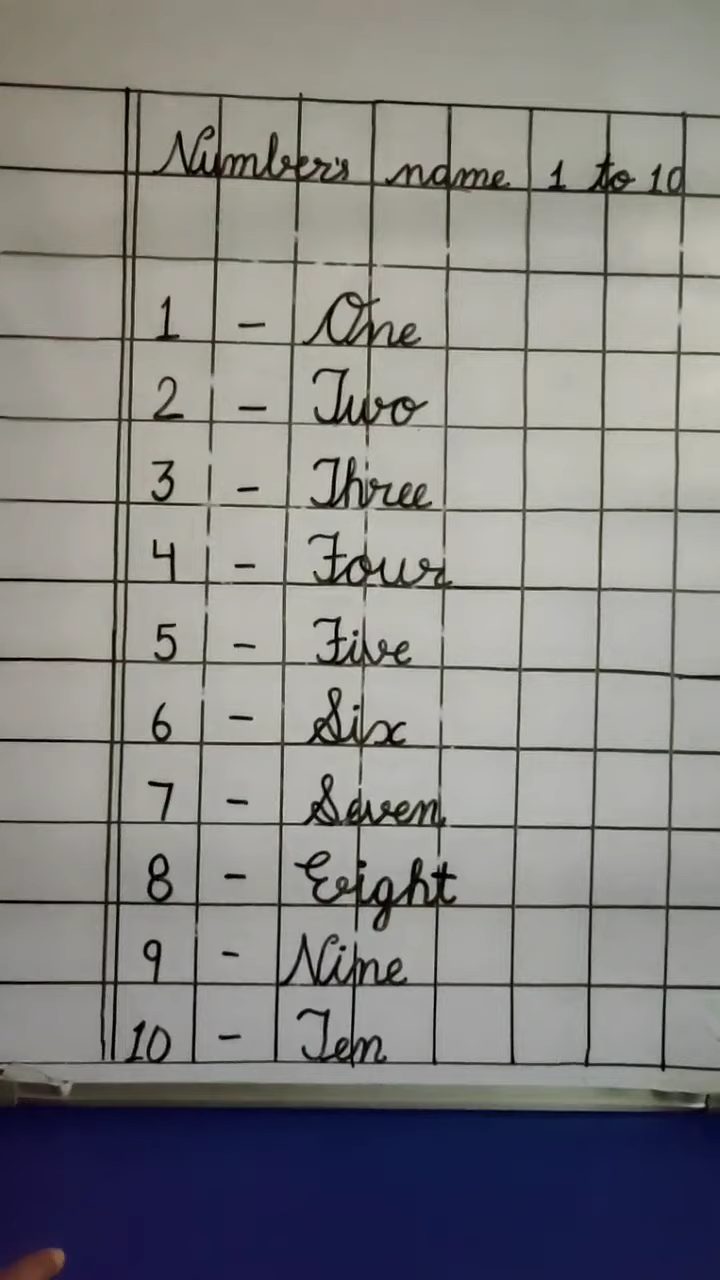 Number's name 1 to 10
1 - One
2 - Two
3 - Three
4 - Four
5 - Five
6 - Six
7 - Seven
8 - Eight
9 - Nine
10 - Ten